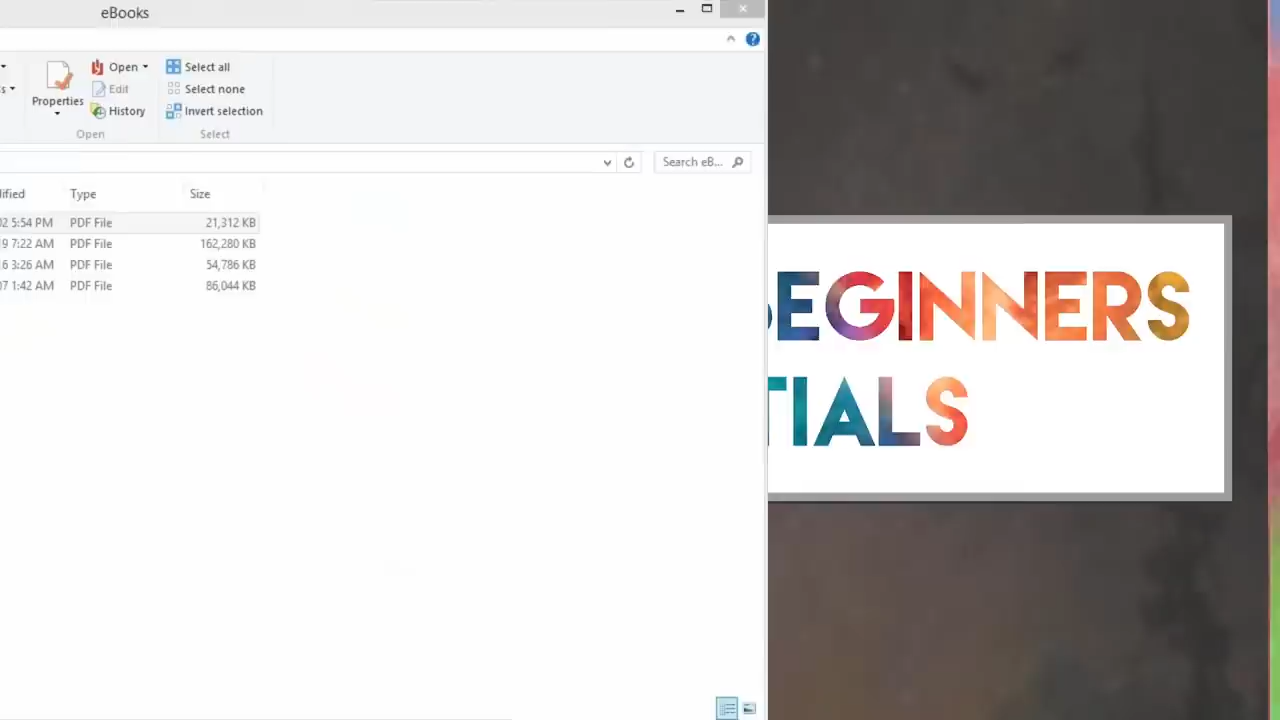 eBooks
Open
Select all
Edit
Select none
Properties
History
Invert selection
Open
Select
Search eB...
Type
Size
5:54 PM PDF File 21,312 KB
7:22 AM PDF File 162,280 KB
3:26 AM PDF File 54,786 KB
1:42 AM PDF File 86,044 KB
EGINNERS
TIALS